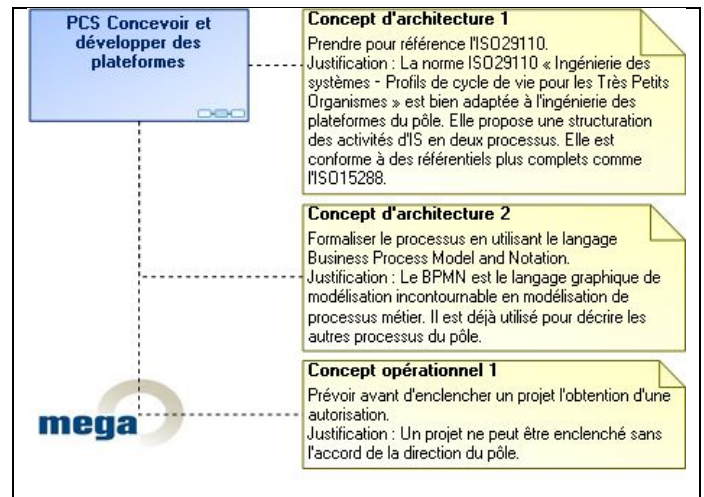 PCS Concevoir et
développer des
plateformes
Concept d'architecture 1
Prendre pour référence l'ISO29110.
Justification : La norme ISO29110 « Ingénierie des
systèmes - Profils de cycle de vie pour les Très Petits
Organismes » est bien adaptée à l'ingénierie des
plateformes du pôle. Elle propose une structuration
des activités d'IS en deux processus. Elle est
conforme à des référentiels plus complets comme
l'ISO15288.
Concept d'architecture 2
Formaliser le processus en utilisant le langage
Business Process Model and Notation.
Justification : Le BPMN est le langage graphique de
modélisation incontournable en modélisation de
processus métier. Il est déjà utilisé pour décrire les
autres processus du pôle.
Concept opérationnel 1
Prévoir avant d'enclencher un projet l'obtention d'une
autorisation.
Justification : Un projet ne peut être enclenché sans
l'accord de la direction du pôle.
mega